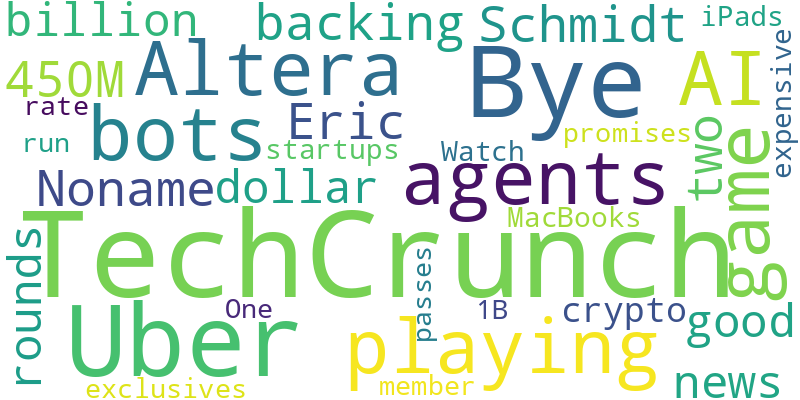 billion
backing
Schmidt
iPads
450M
Altera
Bye
AI
expensive
rate
bots
Eric
promises
run
startups
Watch
two
game
Noname
dollar
agents
MacBooks
TechCrunch
rounds
One
passes
1B
crypto
good
Uber
playing
exclusives
member
news